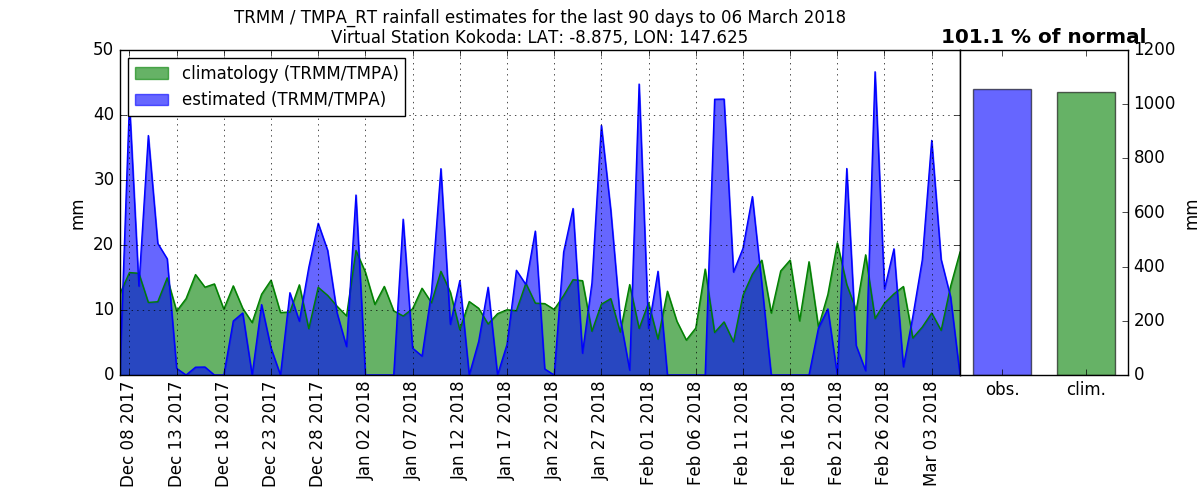 TRMM / TMPA_RT rainfall estimates for the last 90 days to 06 March 2018
Virtual Station Kokoda: LAT: -8.875, LON: 147.625
101.1 % of normal
climatology (TRMM/TMPA)
estimated (TRMM/TMPA)
50
40
30
20
10
0
mm
Dec 08 2017
Dec 13 2017
Dec 18 2017
Dec 23 2017
Dec 28 2017
Jan 02 2018
Jan 07 2018
Jan 12 2018
Jan 17 2018
Jan 22 2018
Jan 27 2018
Feb 01 2018
Feb 06 2018
Feb 11 2018
Feb 16 2018
Feb 21 2018
Feb 26 2018
Mar 03 2018
obs.
clim.
1200
1000
800
600
400
200
0
mm